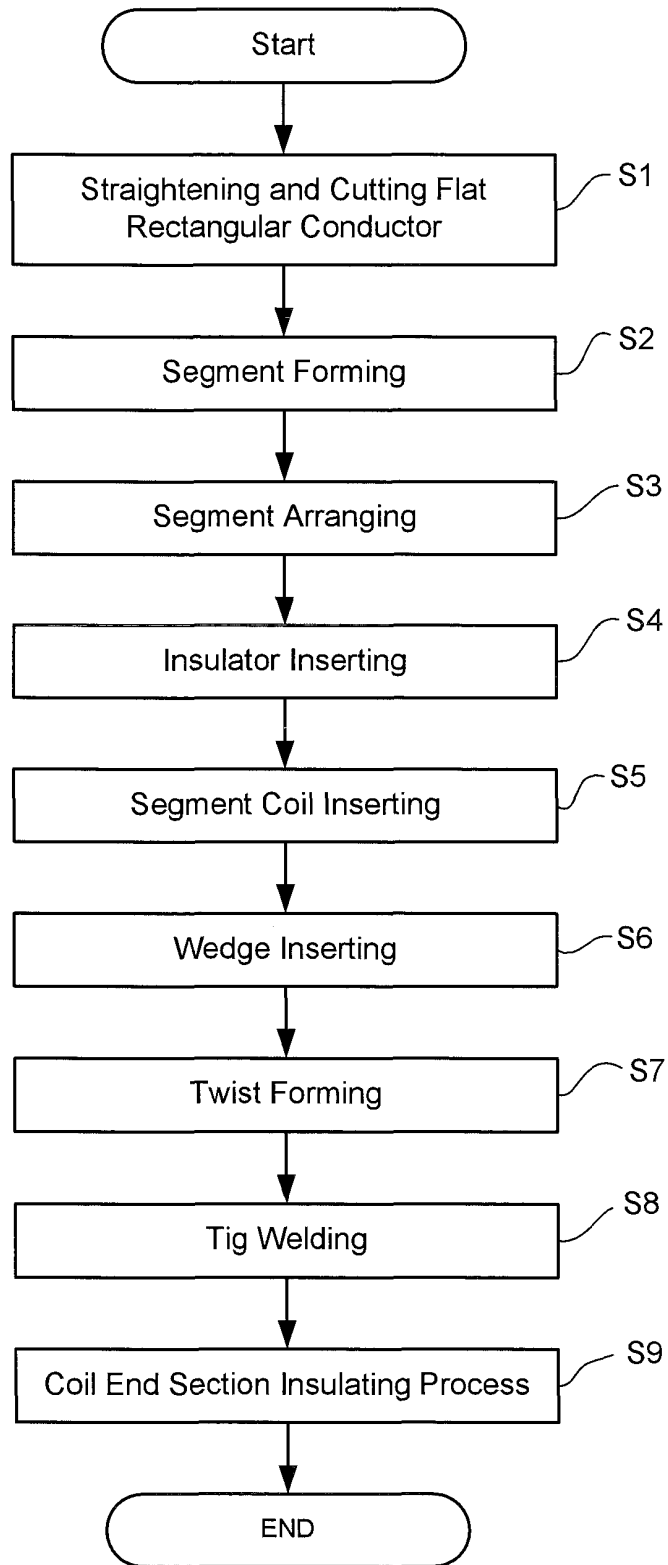 Start
Straightening and Cutting Flat
Rectangular Conductor
S1
Segment Forming
S2
Segment Arranging
S3
Insulator Inserting
S4
Segment Coil Inserting
S5
Wedge Inserting
S6
Twist Forming
S7
Tig Welding
S8
Coil End Section Insulating Process
S9
END